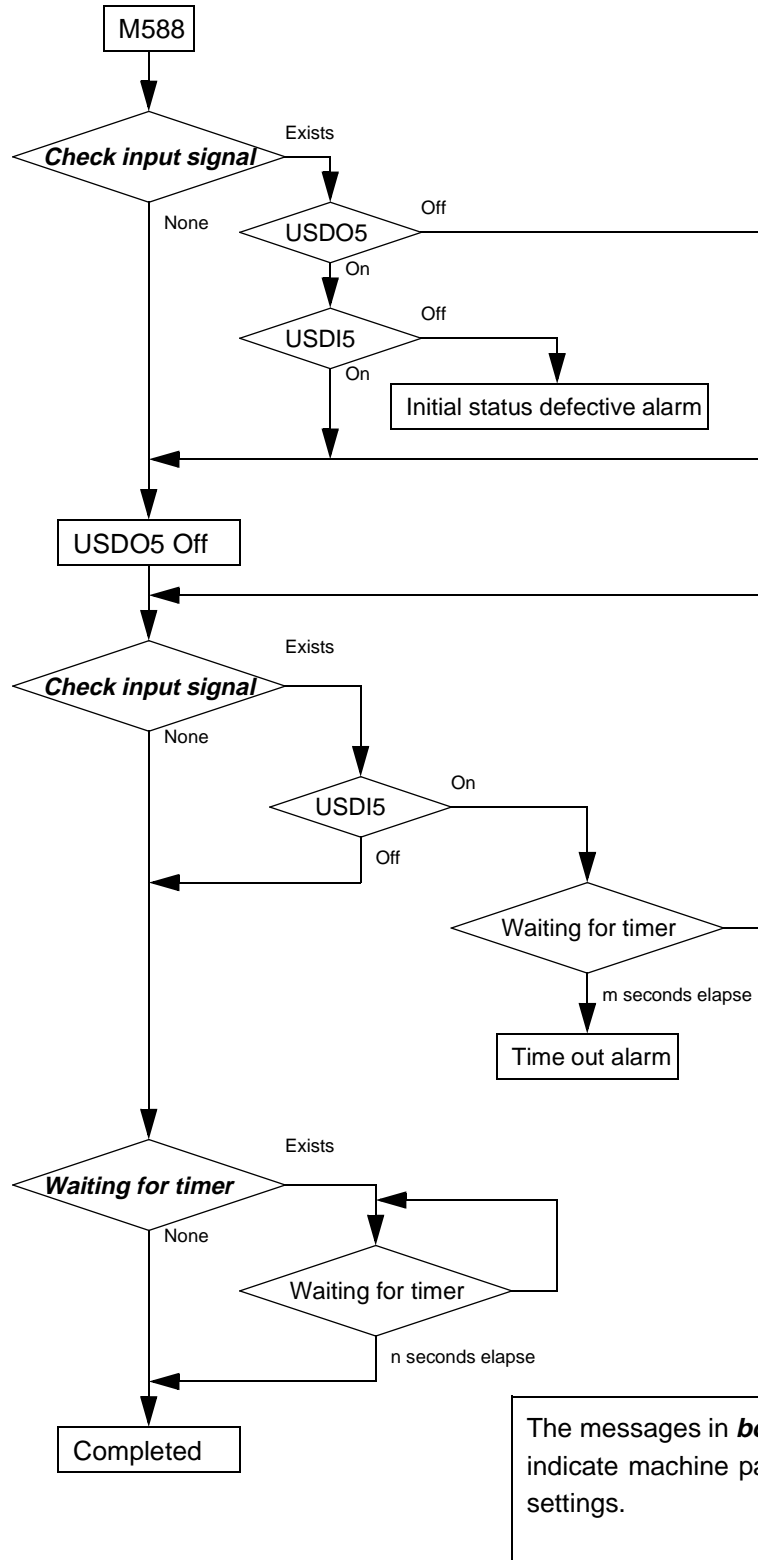 M588
Exists
Check input signal
None
Off
USDO5
On
Off
USDI5
On
Initial status defective alarm
USDO5 Off
Exists
Check input signal
None
On
USDI5
Off
Waiting for timer
m seconds elapse
Time out alarm
Exists
Waiting for timer
None
Waiting for timer
n seconds elapse
Completed
The messages in
indicate machine
settings.